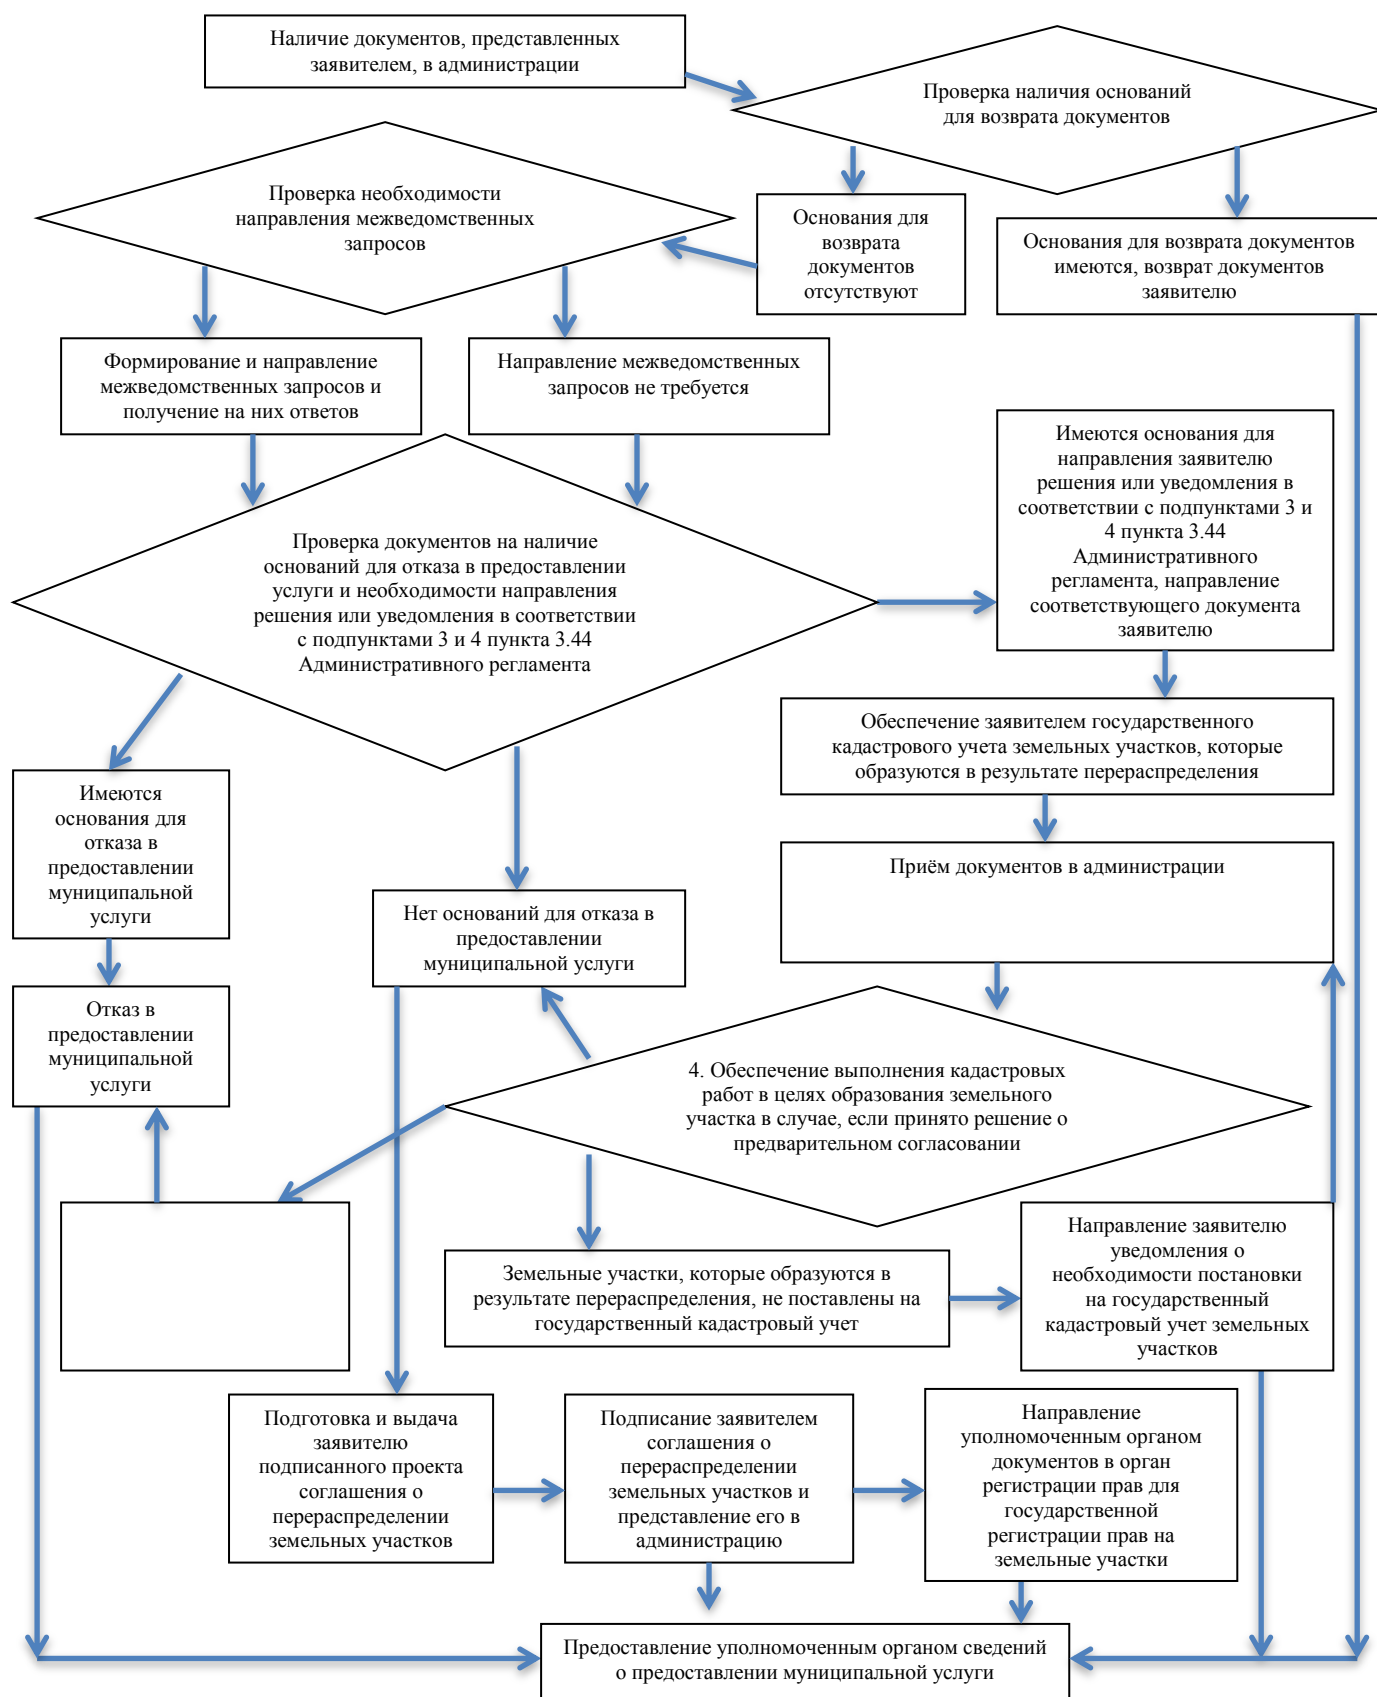 Наличие документов, представленных
заявителем, в администрации
Проверка наличия оснований
для возврата документов
Проверка необходимости
направления межведомственных
запросов
Основания для
возврата
документов
отсутствуют
Основания для возврата документов
имеются, возврат документов
заявителю
Формирование и направление
межведомственных запросов и
получение на них ответов
Направление межведомственных
запросов не требуется
Имеются основания для
направления заявителю
решения или уведомления в
соответствии с подпунктами 3 и
4 пункта 3.44
Административного
регламента, направление
соответствующего документа
заявителю
Проверка документов на наличие
оснований для отказа в предоставлении
услуги и необходимости направления
решения или уведомления в соответствии
с подпунктами 3 и 4 пункта 3.44
Административного регламента
Обеспечение заявителем государственного
кадастрового учета земельных участков, которые
образуются в результате перераспределения
Имеются
основания для
отказа в
предоставлении
муниципальной
услуги
Приём документов в администрации
Нет оснований для отказа в
предоставлении
муниципальной услуги
Отказ в
предоставлении
муниципальной
услуги
4. Обеспечение выполнения кадастровых
работ в целях образования земельного
участка в случае, если принято решение о
предварительном согласовании
Направление заявителю
уведомления о
необходимости постановки
на государственный
кадастровый учет земельных
участков
Земельные участки, которые образуются в
результате перераспределения, не поставлены на
государственный кадастровый учет
Подготовка и выдача
заявителю
подписанного проекта
соглашения о
перераспределении
земельных участков
Подписание заявителем
соглашения о
перераспределении
земельных участков и
представление его в
администрацию
Направление
уполномоченным органом
документов в орган
регистрации прав для
государственной
регистрации прав на
земельные участки
Предоставление уполномоченным органом сведений
о предоставлении муниципальной услуги